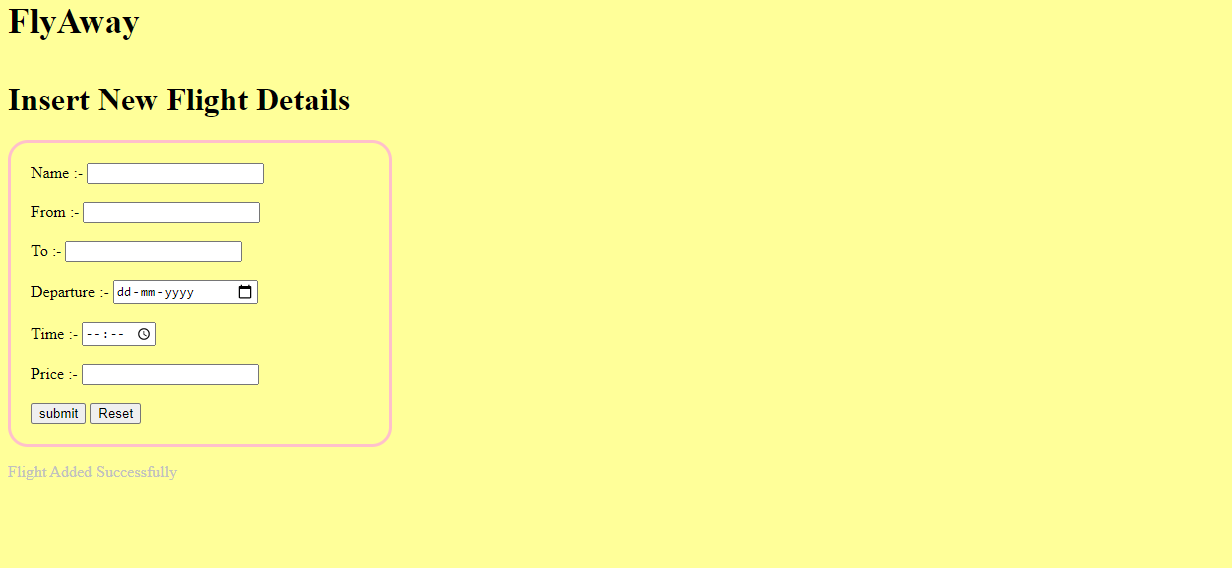 FlyAway
Insert New Flight Details
Name :-
From :-
To :-
Departure :- dd-mm-yyyy
Time :- --:--
Price :-
submit Reset
Flight Added Successfully